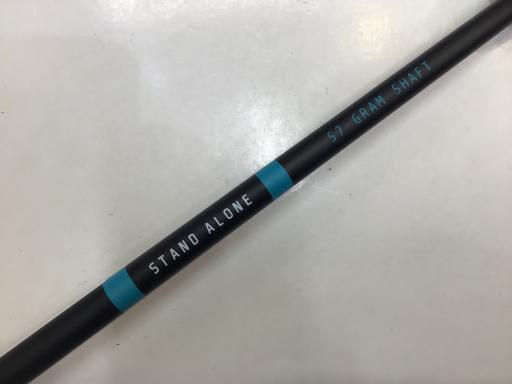 STAND ALONE
57 GRAM SHAFT